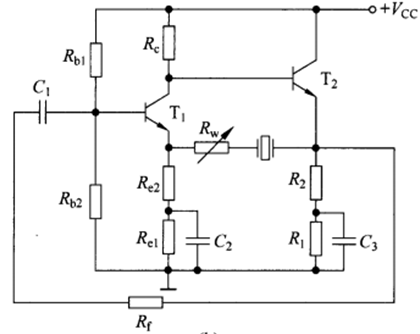 +V_CC
R_b1
R_c
C_1
T_1
T_2
R_w
R_b2
R_e2
R_2
R_e1
C_2
R_1
C_3
R_f